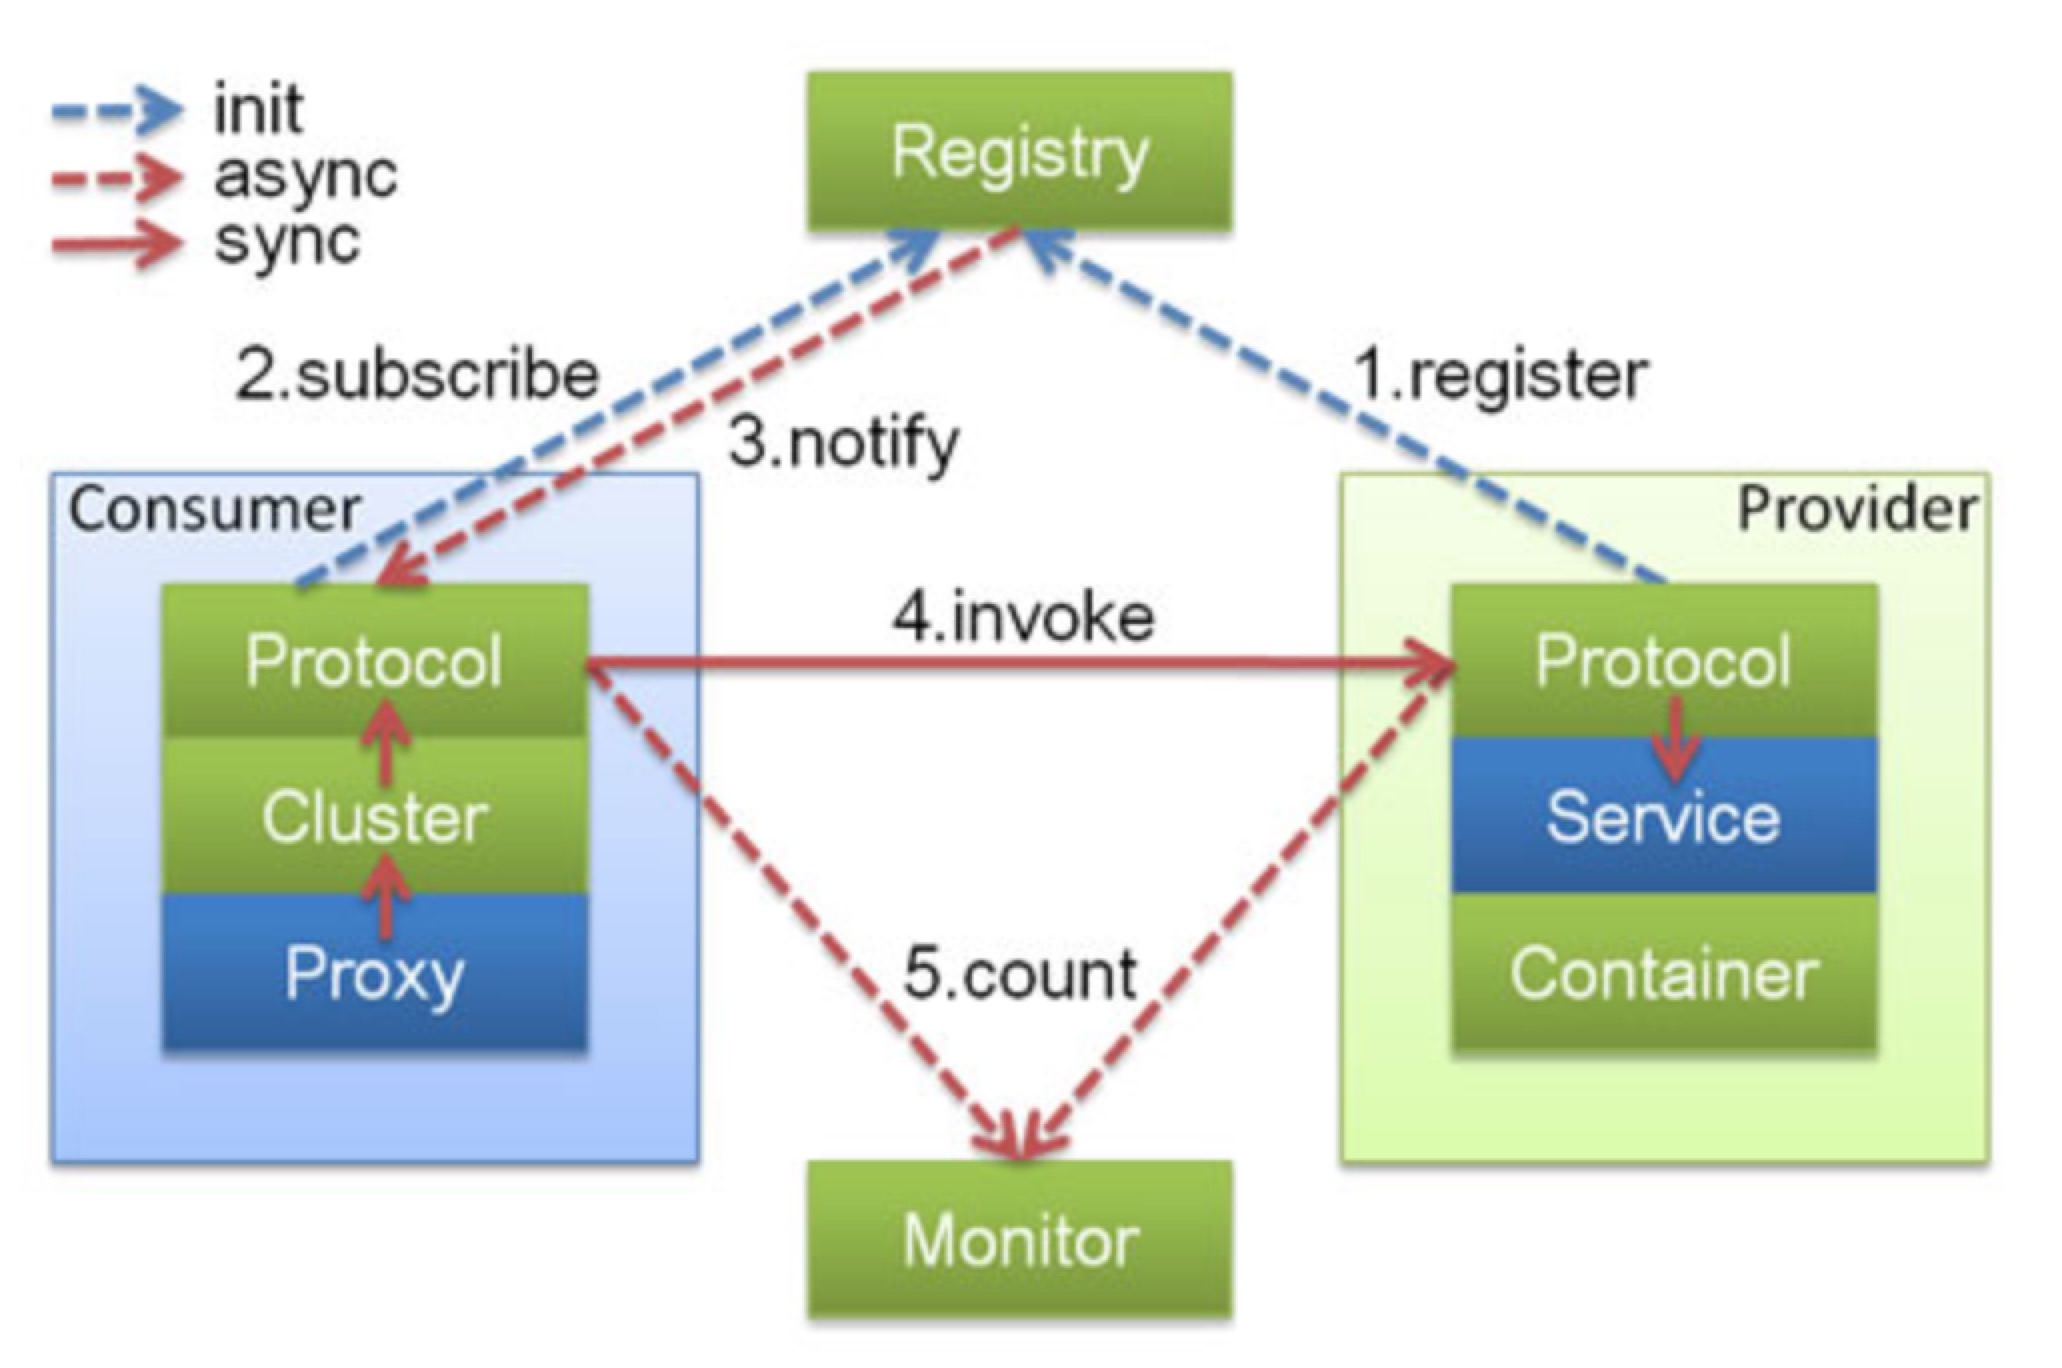 init
async
sync
Registry
2.subscribe
1.register
3.notify
Consumer
Provider
4.invoke
Protocol
Cluster
Proxy
Protocol
Service
Container
5.count
Monitor